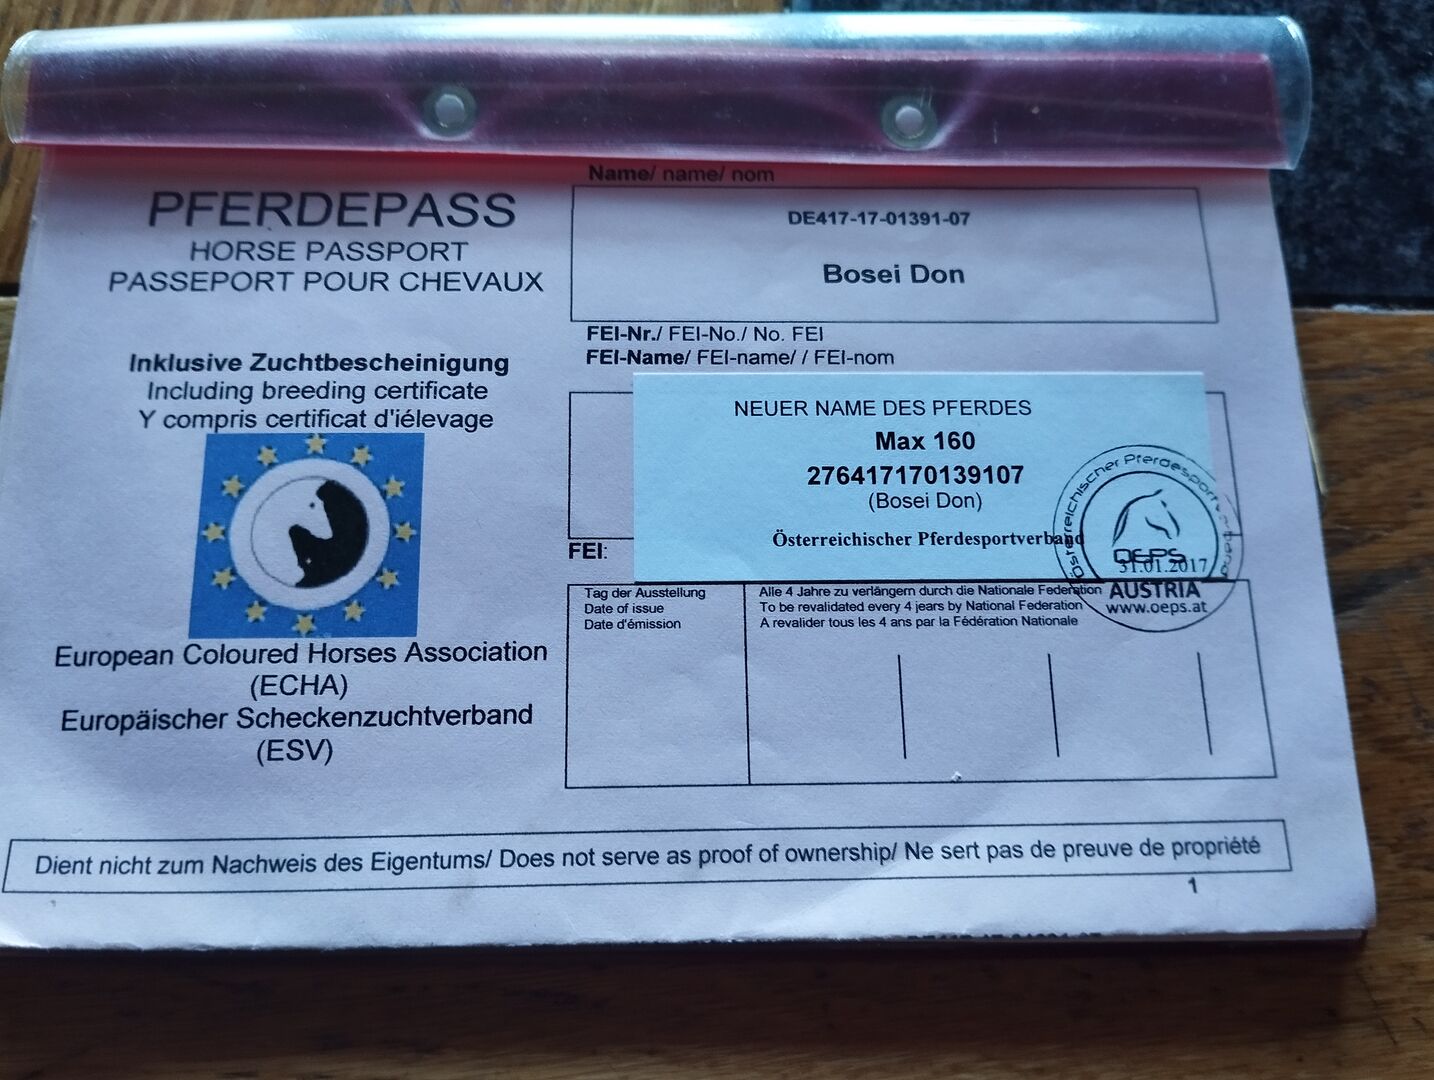 PFERDEPASS
HORSE PASSPORT
PASSEPORT POUR CHEVAUX
Inklusive Zuchtbescheinigung
Including breeding certificate
Y compris certificat d'iélevage
European Coloured Horses Association
(ECHA)
Europäischer Scheckenzuchtverband
(ESV)
Name/ name/ nom
DE417-17-01391-07
Bosei Don
FEI-Nr./ FEI-No./ No. FEI
FEI-Name/ FEI-name/ / FEI-nom
NEUER NAME DES PFERDES
Max 160
276417170139107
(Bosei Don)
Österreichischer Pferdesportverband
Österreichischer Pferdesportverband
OEPS
31.01.2017
AUSTRIA
www.oeps.at
FEI:
Tag der Ausstellung
Date of issue
Date d'émission
Alle 4 Jahre zu verlängern durch die Nationale Federation
To be revalidated every 4 jears by National Federation
A revalider tous les 4 ans par la Fédération Nationale
Dient nicht zum Nachweis des Eigentums/ Does not serve as proof of ownership/ Ne sert pas de preuve de propriété
1